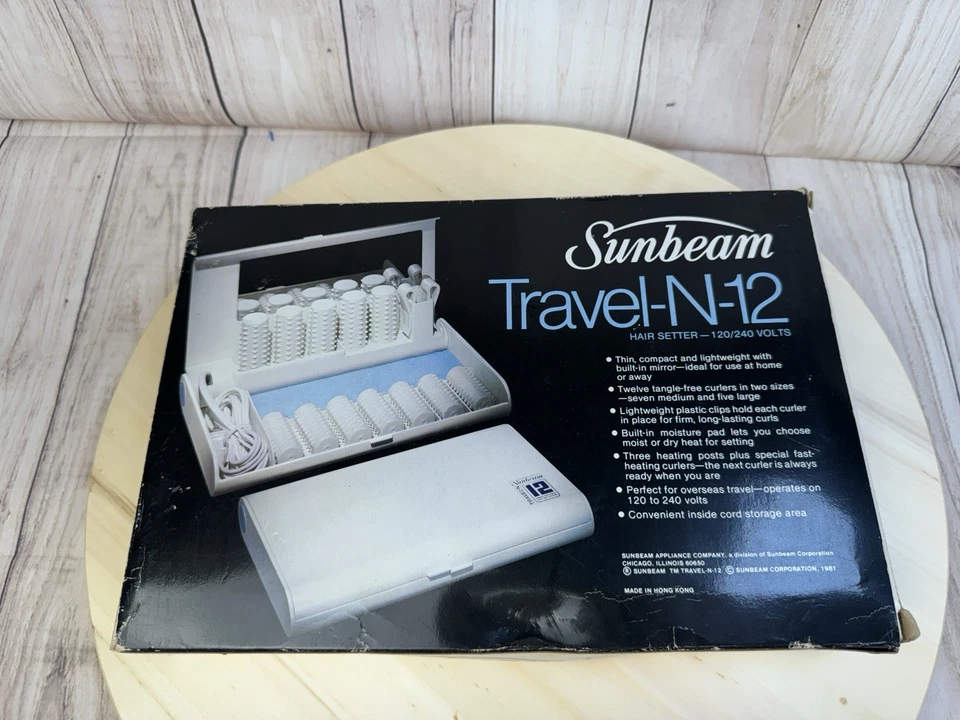 Sunbeam
Travel-N-12
HAIR SETTER—120/240 VOLTS
● Thin, compact and lightweight with
built-in mirror—ideal for use at home
or away
● Twelve tangle-free curlers in two sizes
—seven medium and five large
● Lightweight plastic clips hold each curler
in place for firm, long-lasting curls
● Built-in moisture pad lets you choose
moist or dry heat for setting
● Three heating posts plus special fast-
heating curlers—the next curler is always
ready when you are
● Perfect for overseas travel—operates on
120 to 240 volts
● Convenient inside cord storage area
SUNBEAM APPLIANCE COMPANY, a division of Sunbeam Corporation
CHICAGO, ILLINOIS 60650
® SUNBEAM TM TRAVEL-N-12 © SUNBEAM CORPORATION, 1981
MADE IN HONG KONG
Sunbeam
12